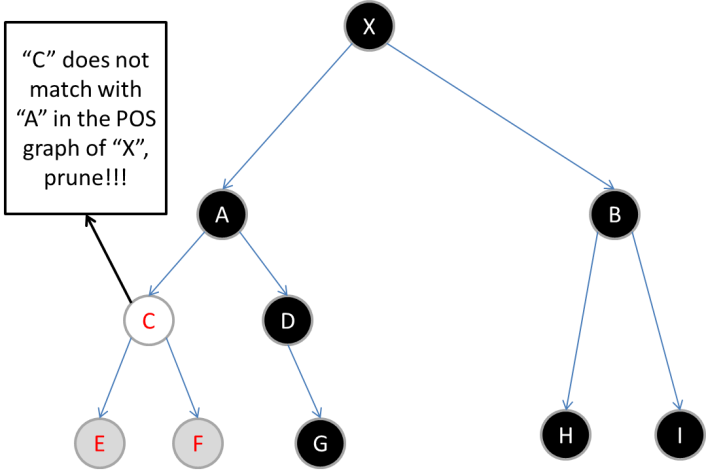 X
“C” does not
match with
“A” in the POS
graph of “X”,
prune!!!
A
B
C
D
E
F
G
H
I